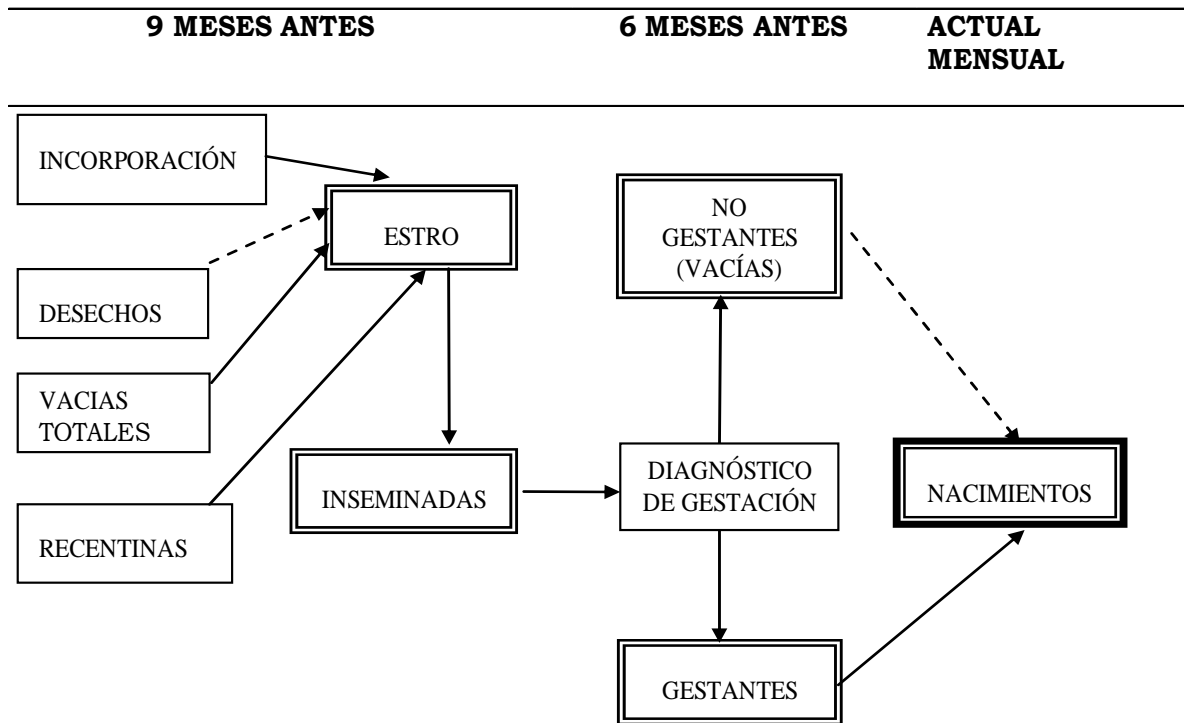 9 MESES ANTES
6 MESES ANTES
ACTUAL
MENSUAL
INCORPORACIÓN
ESTRO
DESECHOS
VACIAS
TOTALES
RECENTINAS
INSEMINADAS
NO
GESTANTES
(VACÍAS)
DIAGNÓSTICO
DE GESTACIÓN
GESTANTES
NACIMIENTOS